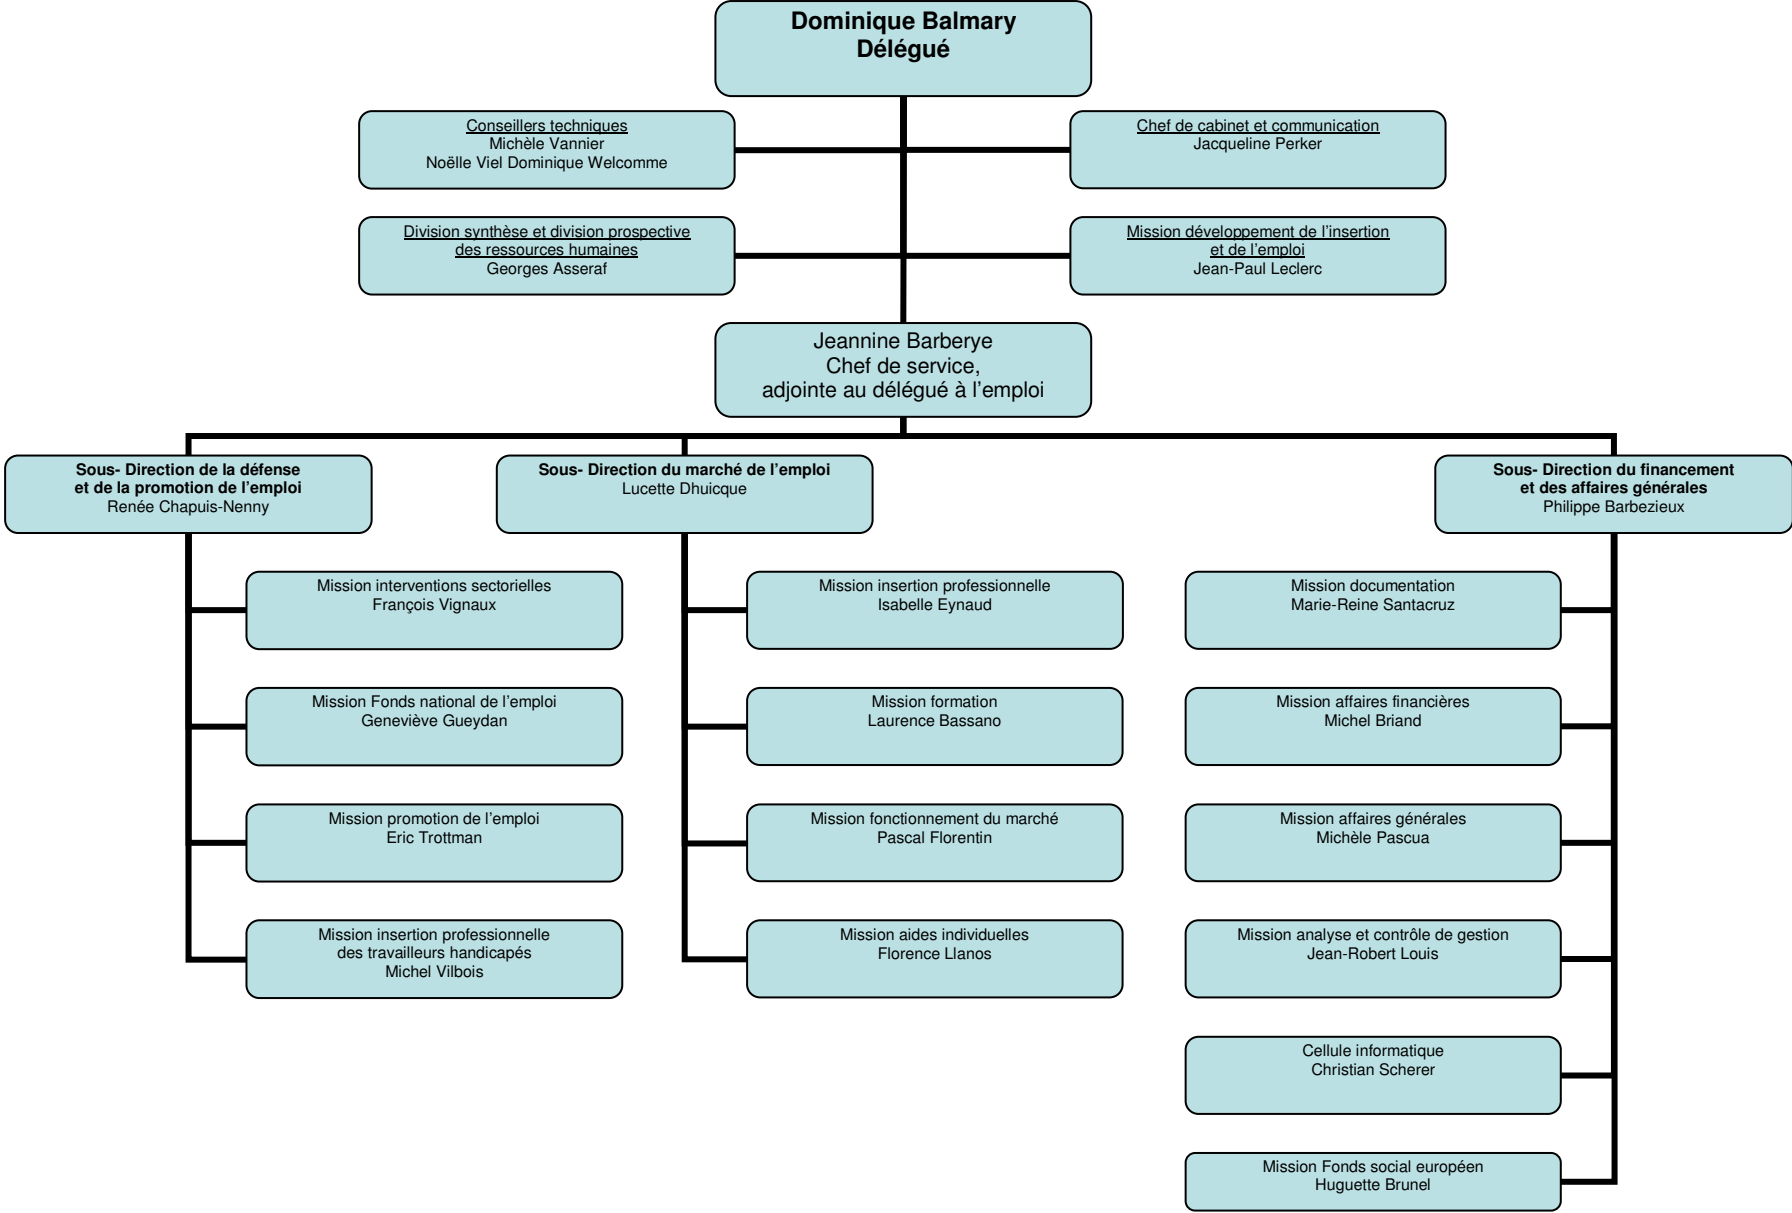 Dominique Balmary
Délégué
Conseillers techniques
Michèle Vannier
Noëlle Viel Dominique Welcomme
Chef de cabinet et communication
Jacqueline Perker
Division synthèse et division prospective
des ressources humaines
Georges Asseraf
Mission développement de l’insertion
et de l’emploi
Jean-Paul Leclerc
Jeannine Barberye
Chef de service,
adjointe au délégué à l’emploi
Sous- Direction de la défense
et de la promotion de l’emploi
Renée Chapuis-Nenny
Mission interventions sectorielles
François Vignaux
Mission Fonds national de l’emploi
Geneviève Gueydan
Mission promotion de l’emploi
Eric Trottman
Mission insertion professionnelle
des travailleurs handicapés
Michel Vilbois
Sous- Direction du marché de l’emploi
Lucette Dhuicque
Mission insertion professionnelle
Isabelle Eynaud
Mission formation
Laurence Bassano
Mission fonctionnement du marché
Pascal Florentin
Mission aides individuelles
Florence Llanos
Sous- Direction du financement
et des affaires générales
Philippe Barbezieux
Mission documentation
Marie-Reine Santacruz
Mission affaires financières
Michel Briand
Mission affaires générales
Michèle Pascua
Mission analyse et contrôle de gestion
Jean-Robert Louis
Cellule informatique
Christian Scherer
Mission Fonds social européen
Huguette Brunel